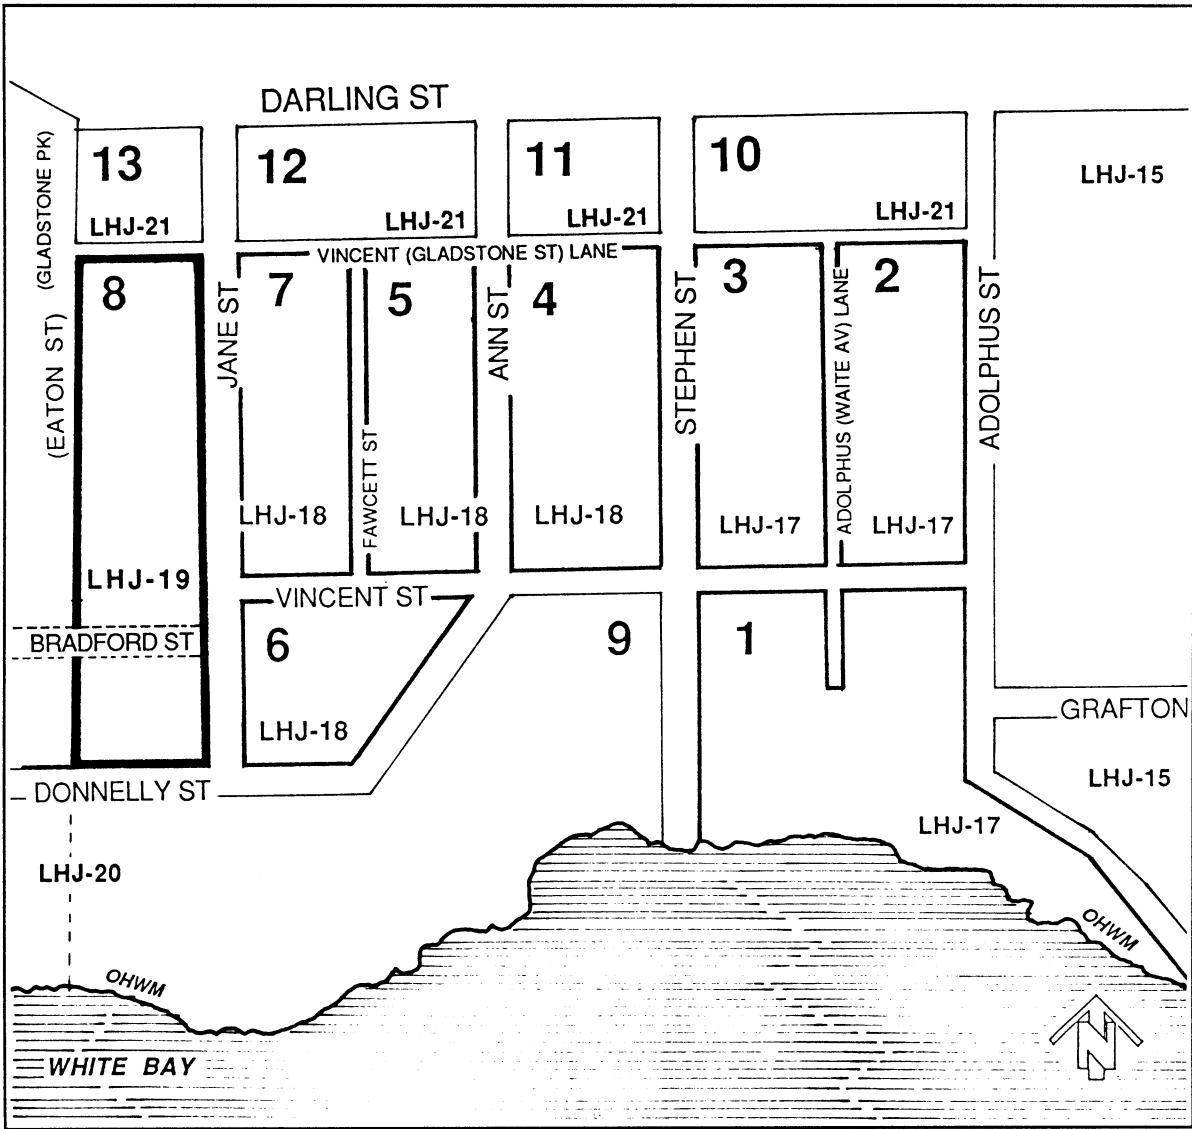 DARLING ST
(GLADSTONE PK)
13
LHJ-21
12
LHJ-21
11
LHJ-21
10
LHJ-21
LHJ-15
VINCENT (GLADSTONE ST) LANE
(EATON ST)
8
LHJ-19
JANE ST
7
LHJ-18
FAWCETT ST
5
LHJ-18
ANN ST
4
LHJ-18
STEPHEN ST
3
LHJ-17
ADOLPHUS (WAITE AV) LANE
2
LHJ-17
ADOLPHUS ST
VINCENT ST
BRADFORD ST
6
LHJ-18
9
1
GRAFTON
LHJ-15
DONNELLY ST
LHJ-17
LHJ-20
OHWM
OHWM
WHITE BAY
N